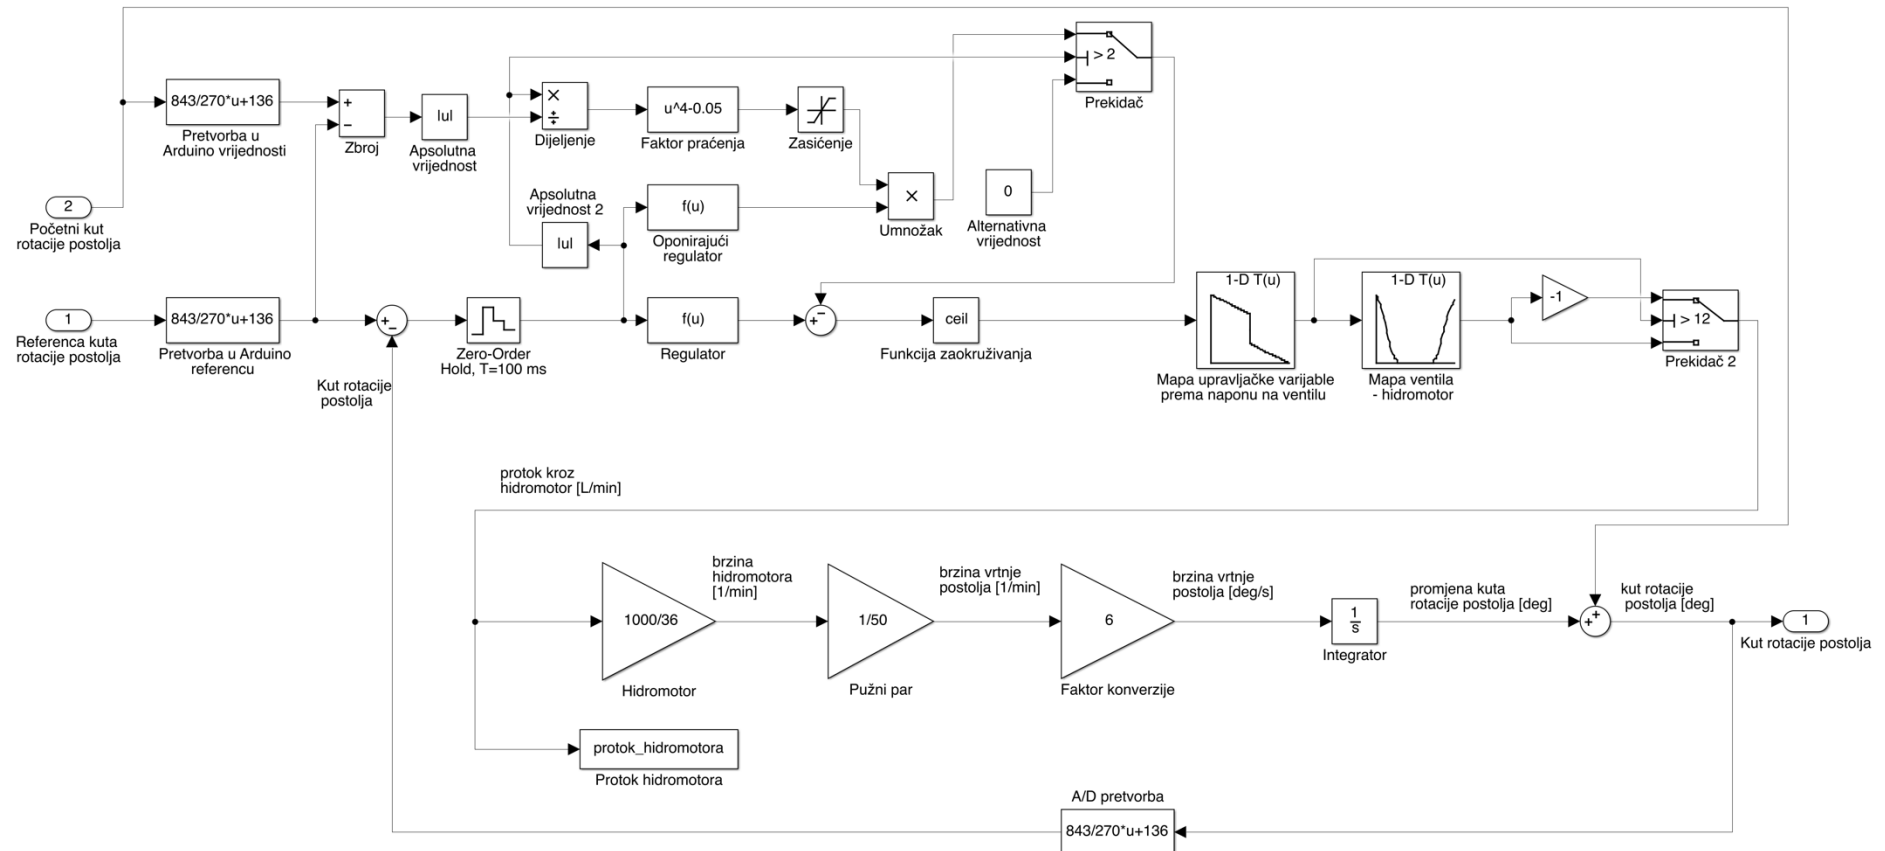 843/270*u+136
Pretvorba u
Arduino vrijednosti
+
−
Zbroj
|u|
Apsolutna
vrijednost
×
÷
Dijeljenje
u^4-0.05
Faktor praćenja
Zasićenje
> 2
Prekidač
2
Početni kut
rotacije postolja
Apsolutna
vrijednost 2
|u|
f(u)
Oponirajući
regulator
×
Umnožak
0
Alternativna
vrijednost
1
Referenca kuta
rotacije postolja
843/270*u+136
Pretvorba u Arduino
referencu
+
−
Zero-Order
Hold, T=100 ms
f(u)
Regulator
+
−
ceil
Funkcija zaokruživanja
1-D T(u)
Mapa upravljačke varijable
prema naponu na ventilu
1-D T(u)
Mapa ventila
- hidromotor
-1
> 12
Prekidač 2
Kut rotacije
postolja
protok kroz
hidromotor [L/min]
1000/36
Hidromotor
brzina
hidromotora
[1/min]
1/50
Pužni par
brzina vrtnje
postolja [1/min]
6
Faktor konverzije
brzina vrtnje
postolja [deg/s]
1
s
Integrator
promjena kuta
rotacije postolja [deg]
+
+
kut rotacije
postolja [deg]
1
Kut rotacije postolja
protok_hidromotora
Protok hidromotora
A/D pretvorba
843/270*u+136